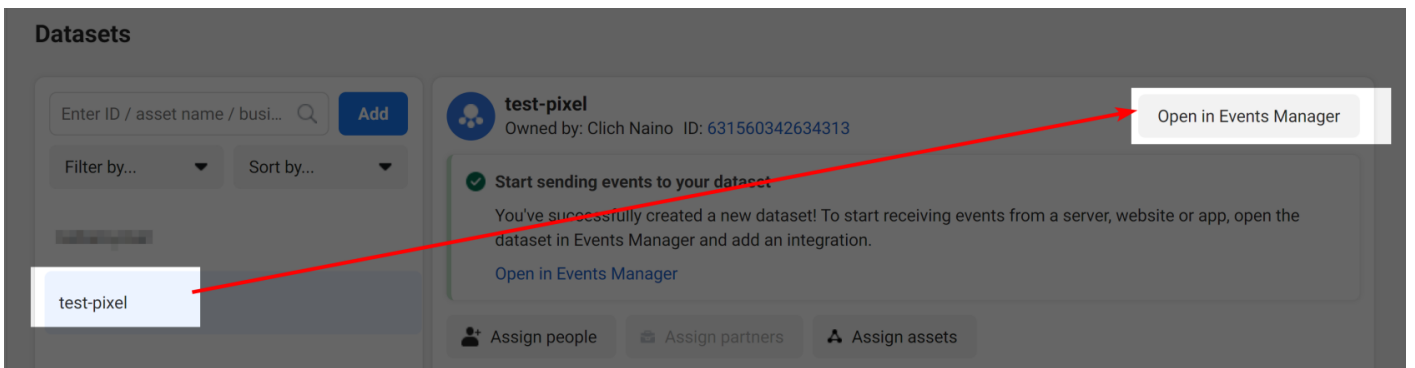 Datasets
Enter ID / asset name / busi...
Add
Filter by...
Sort by...
test-pixel
test-pixel
Owned by: Clich Naino ID: 631560342634313
Open in Events Manager
Start sending events to your dataset
You've successfully created a new dataset! To start receiving events from a server, website or app, open the
dataset in Events Manager and add an integration.
Open in Events Manager
Assign people
Assign partners
Assign assets